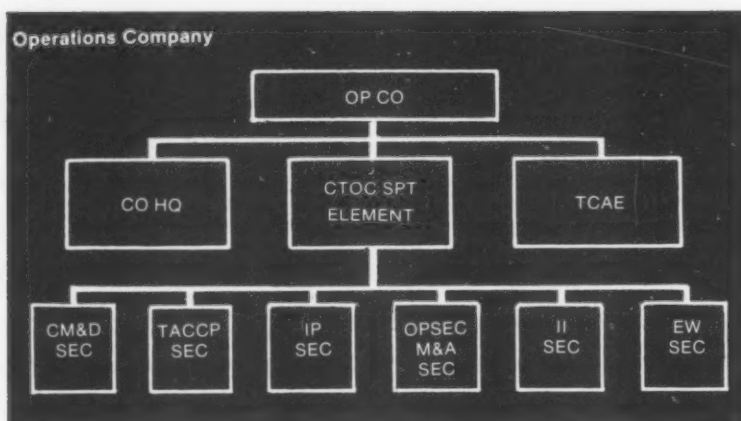 Operations Company
OP CO
CO HQ
CTOC SPT
ELEMENT
TCAE
CM&D
SEC
TACCP
SEC
IP
SEC
OPSEC
M&A
SEC
II
SEC
EW
SEC